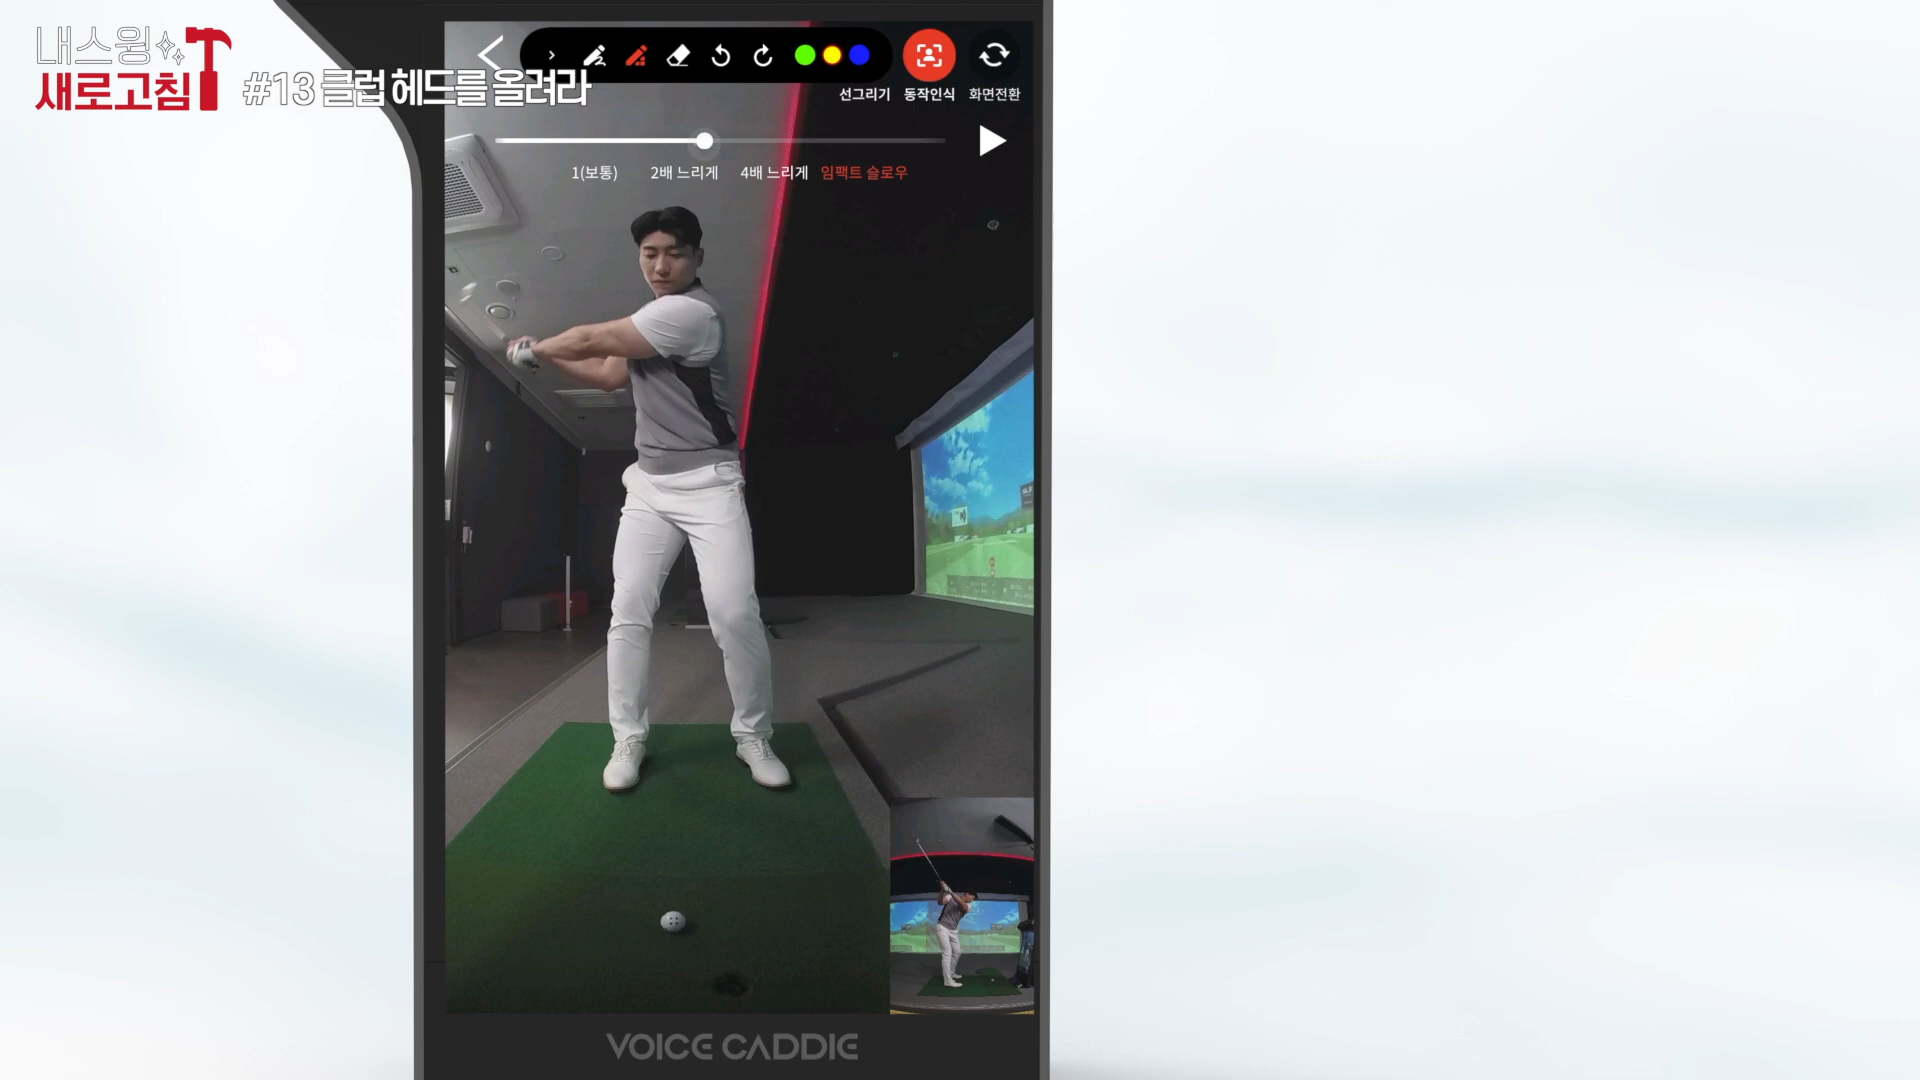 내스윙
새로고침
#13 클럽 헤드를 올려라
선그리기 동작인식 화면전환
1(보통) 2배 느리게 4배 느리게 임팩트 슬로우
VOICE CADDIE